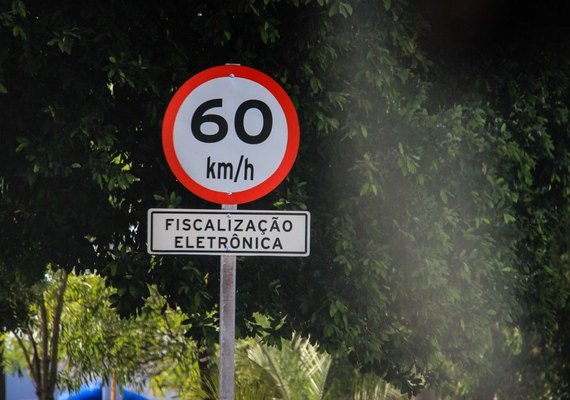 60
km/h
FISCALIZAÇÃO
ELETRÔNICA